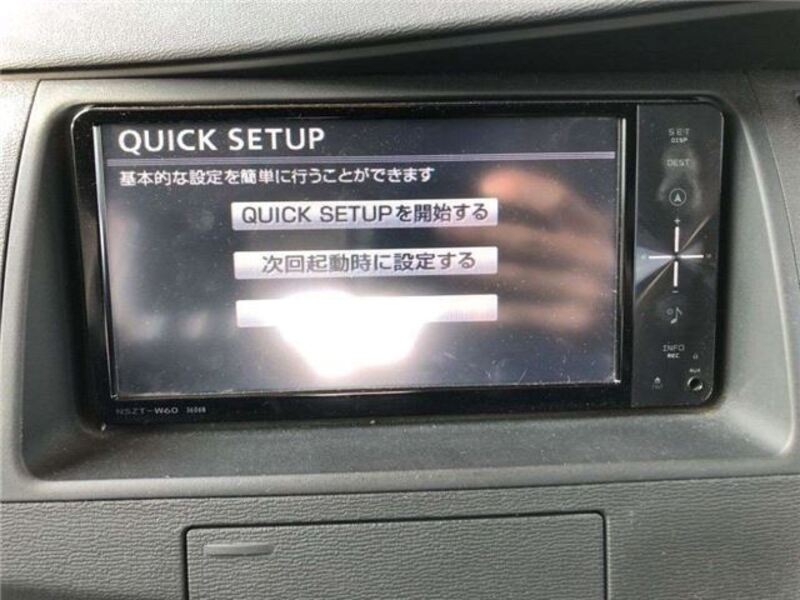 QUICK SETUP
基本的な設定を簡単に行うことができます
QUICK SETUPを開始する
次回起動時に設定する
SET
DISP
DEST
A
+
-
INFO
REC
AUX
NSZT-W60